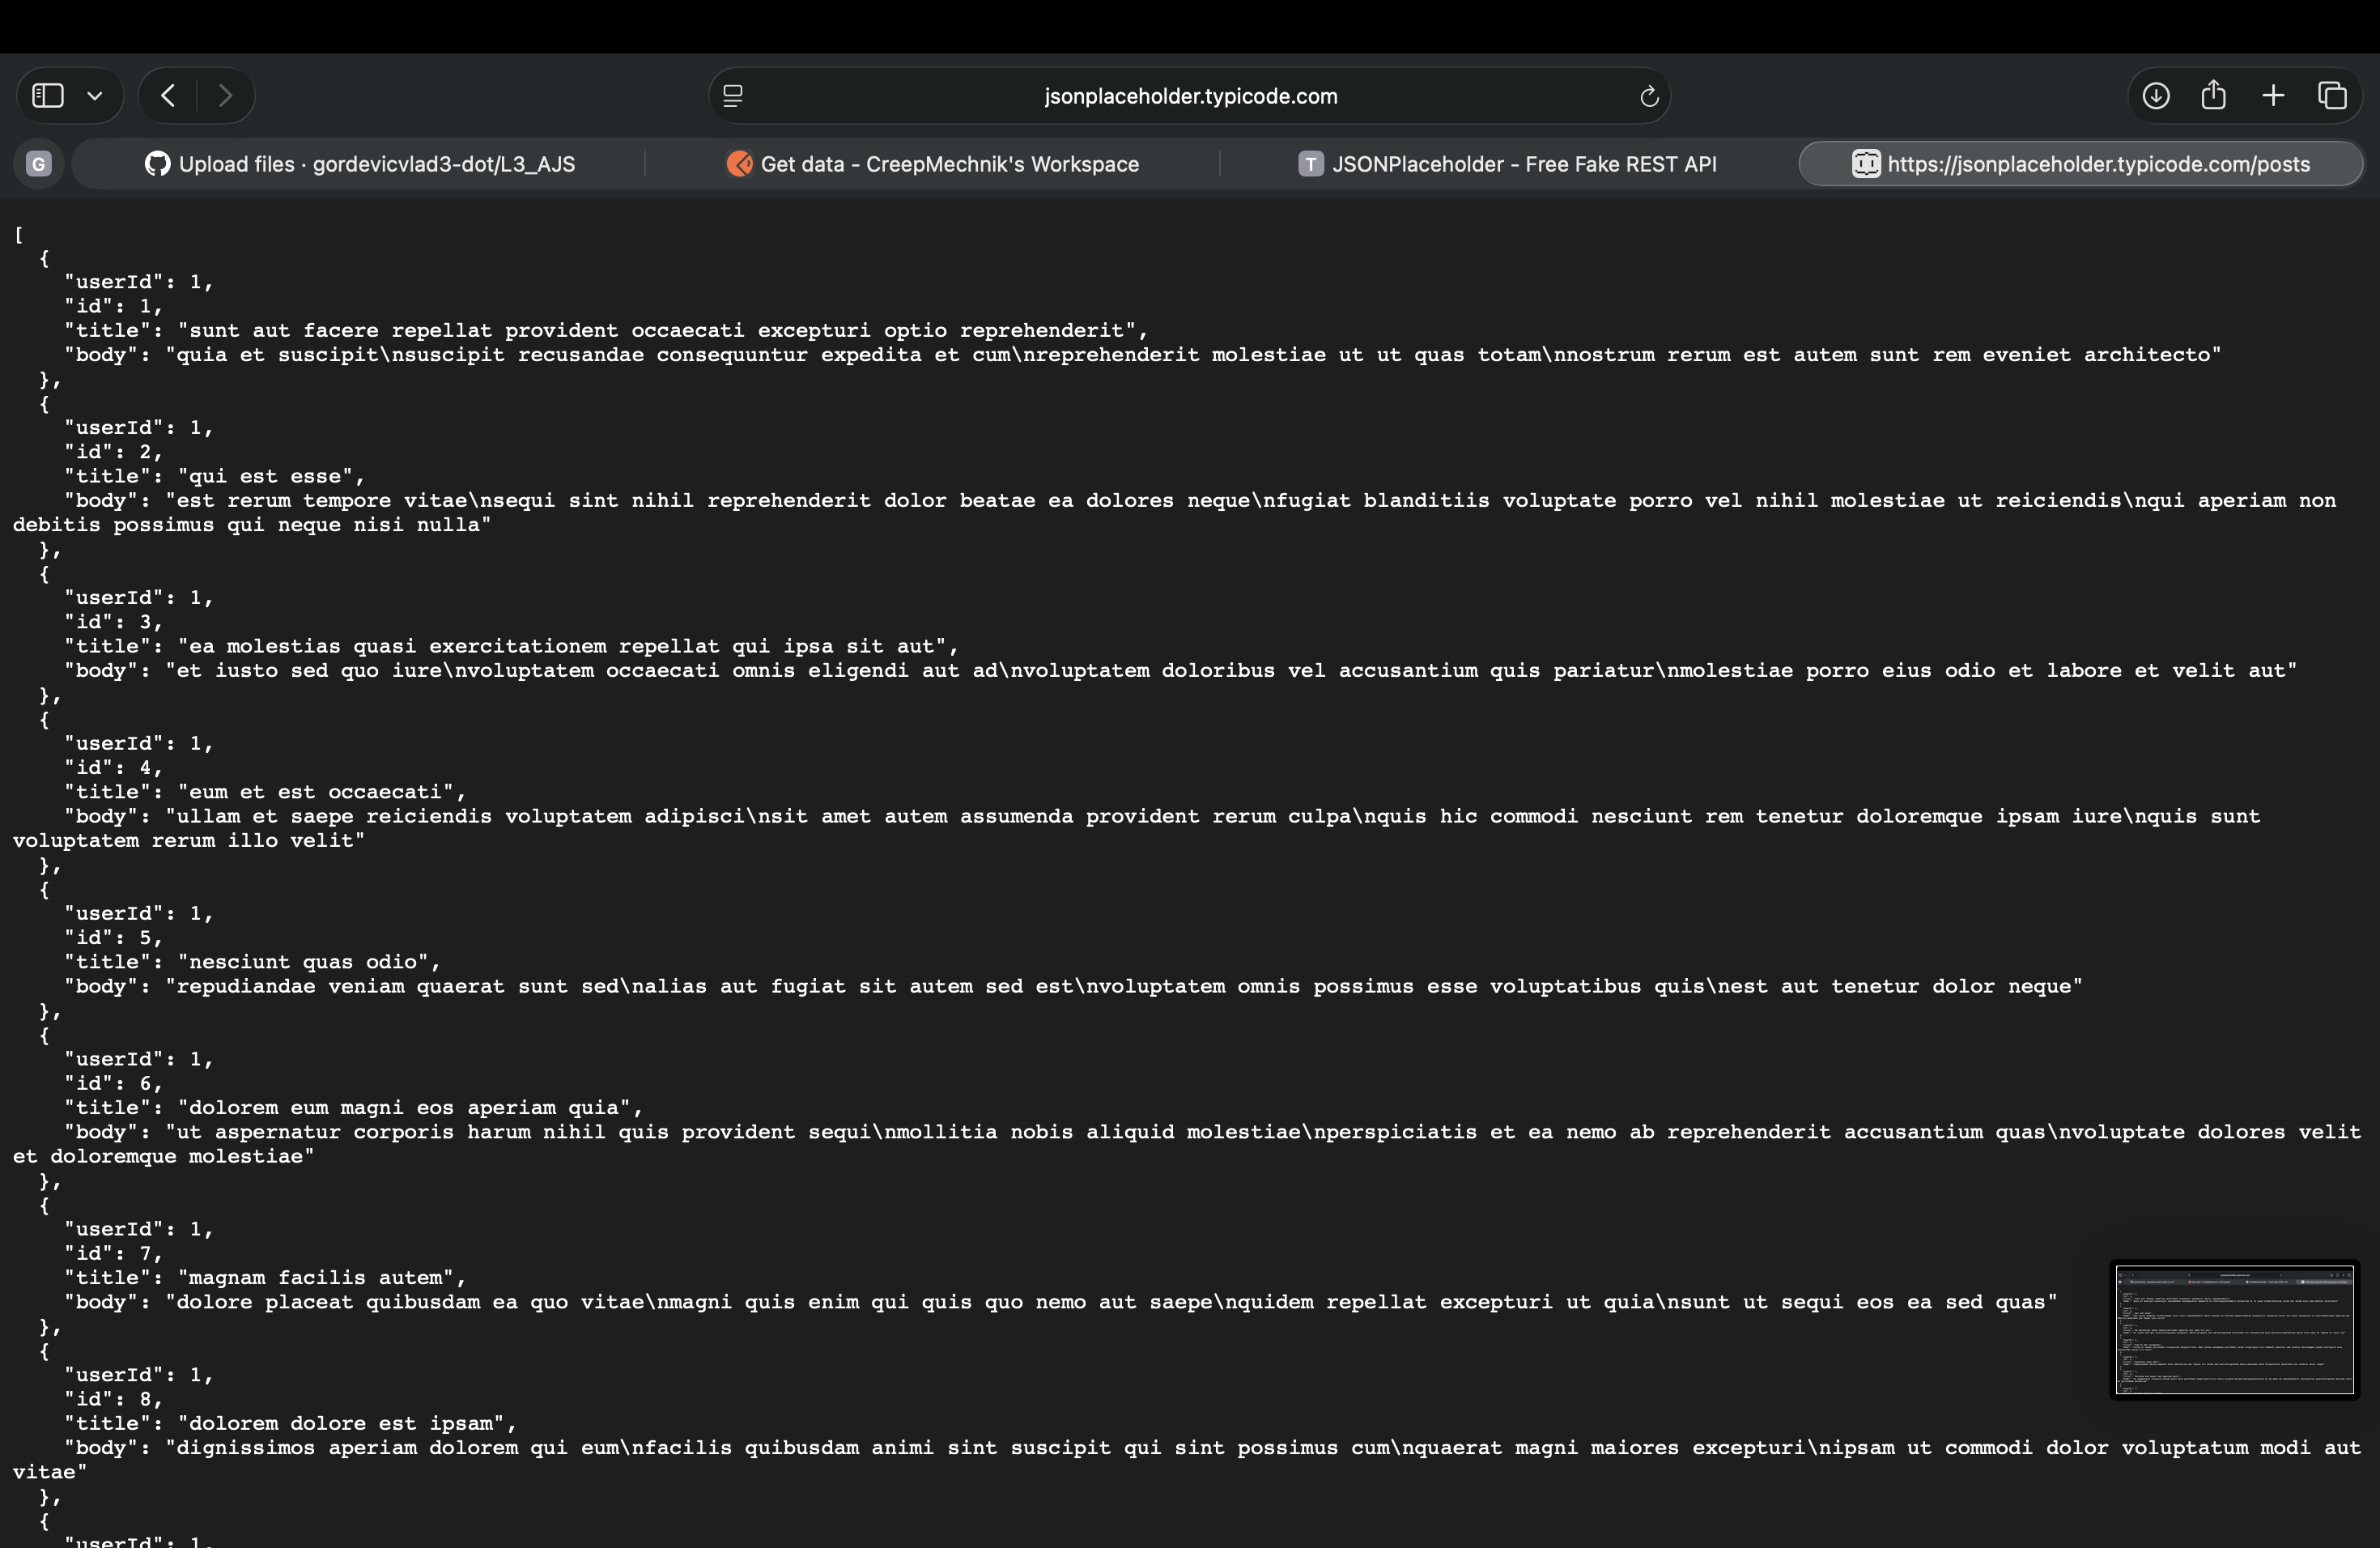 jsonplaceholder.typicode.com
G
Upload files · gordevicvlad3-dot/L3_AJS
Get data - CreepMechnik's Workspace
T
JSONPlaceholder - Free Fake REST API
https://jsonplaceholder.typicode.com/posts
[
  {
    "userId": 1,
    "id": 1,
    "title": "sunt aut facere repellat provident occaecati excepturi optio reprehenderit",
    "body": "quia et suscipit\nsuscipit recusandae consequuntur expedita et cum\nreprehenderit molestiae ut ut quas totam\nnostrum rerum est autem sunt rem eveniet architecto"
  },
  {
    "userId": 1,
    "id": 2,
    "title": "qui est esse",
    "body": "est rerum tempore vitae\nsequi sint nihil reprehenderit dolor beatae ea dolores neque\nfugiat blanditiis voluptate porro vel nihil molestiae ut reiciendis\nqui aperiam non
debitis possimus qui neque nisi nulla"
  },
  {
    "userId": 1,
    "id": 3,
    "title": "ea molestias quasi exercitationem repellat qui ipsa sit aut",
    "body": "et iusto sed quo iure\nvoluptatem occaecati omnis eligendi aut ad\nvoluptatem doloribus vel accusantium quis pariatur\nmolestiae porro eius odio et labore et velit aut"
  },
  {
    "userId": 1,
    "id": 4,
    "title": "eum et est occaecati",
    "body": "ullam et saepe reiciendis voluptatem adipisci\nsit amet autem assumenda provident rerum culpa\nquis hic commodi nesciunt rem tenetur doloremque ipsam iure\nquis sunt
voluptatem rerum illo velit"
  },
  {
    "userId": 1,
    "id": 5,
    "title": "nesciunt quas odio",
    "body": "repudiandae veniam quaerat sunt sed\nalias aut fugiat sit autem sed est\nvoluptatem omnis possimus esse voluptatibus quis\nest aut tenetur dolor neque"
  },
  {
    "userId": 1,
    "id": 6,
    "title": "dolorem eum magni eos aperiam quia",
    "body": "ut aspernatur corporis harum nihil quis provident sequi\nmollitia nobis aliquid molestiae\nperspiciatis et ea nemo ab reprehenderit accusantium quas\nvoluptate dolores velit
et doloremque molestiae"
  },
  {
    "userId": 1,
    "id": 7,
    "title": "magnam facilis autem",
    "body": "dolore placeat quibusdam ea quo vitae\nmagni quis enim qui quis quo nemo aut saepe\nquidem repellat excepturi ut quia\nsunt ut sequi eos ea sed quas"
  },
  {
    "userId": 1,
    "id": 8,
    "title": "dolorem dolore est ipsam",
    "body": "dignissimos aperiam dolorem qui eum\nfacilis quibusdam animi sint suscipit qui sint possimus cum\nquaerat magni maiores excepturi\nipsam ut commodi dolor voluptatum modi aut
vitae"
  },
  {
    "userId": 1,